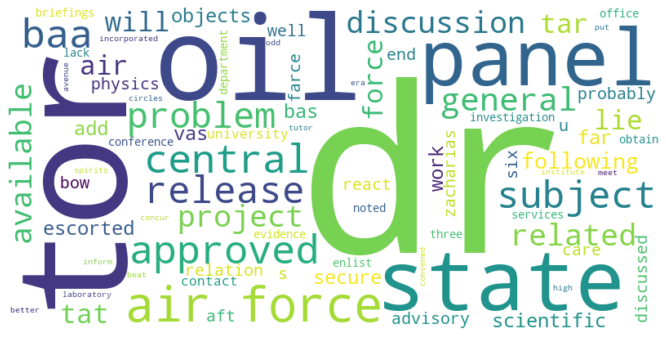 briefings
office
baa
will
objects
discussion
tar
put
incorporated
odd
era
lack
end
oil
panel
air
physics
department
farce
force
well
avenue
circles
problem
bas
general
probably
investigation
available
add
vas
university
tutor
u
lie
conference
far
obtain
tor
central
react
dr
work
zacharias
six
following
spirits
institute
meet
bow
release
noted
subject
escorted
project
evidence
three
services
concur
approved
related
relation
s
enlist
care
inform
beat
contact
secure
state
convened
high
discussed
laboratory
better
tat
air force
aft
advisory
scientific